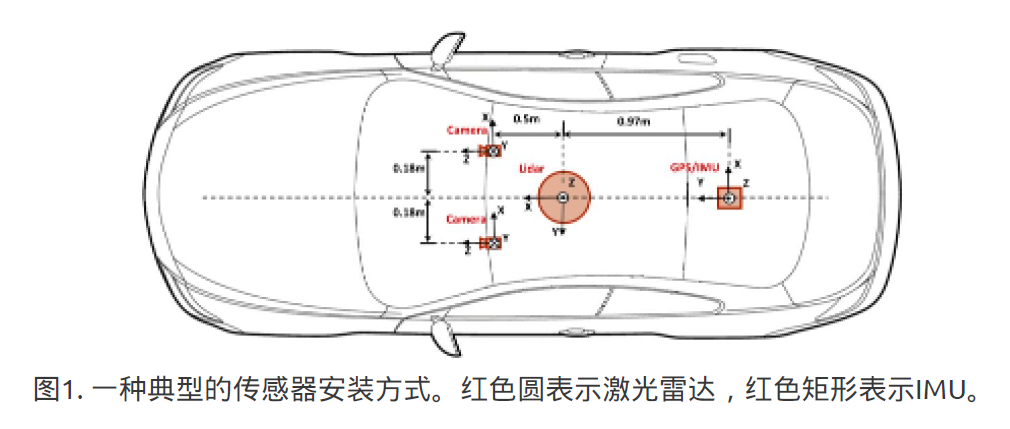 0.5m
0.97m
X
Camera
Y
Z
0.18m
Lidar
Z
X
Y
GPS/IMU
X
Y
Z
0.18m
Camera
X
Y
Z
图1. 一种典型的传感器安装方式。红色圆表示激光雷达，红色矩形表示IMU。